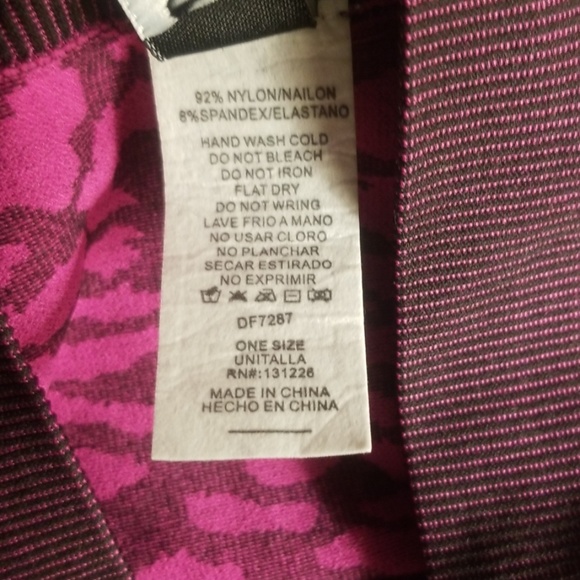 92% NYLON/NAILON
8%SPANDEX/ELASTANO
HAND WASH COLD
DO NOT BLEACH
DO NOT IRON
FLAT DRY
DO NOT WRING
LAVE FRIO A MANO
NO USAR CLORO
NO PLANCHAR
SECAR ESTIRADO
NO EXPRIMIR
DF7287
ONE SIZE
UNITALLA
RN#:131226
MADE IN CHINA
HECHO EN CHINA